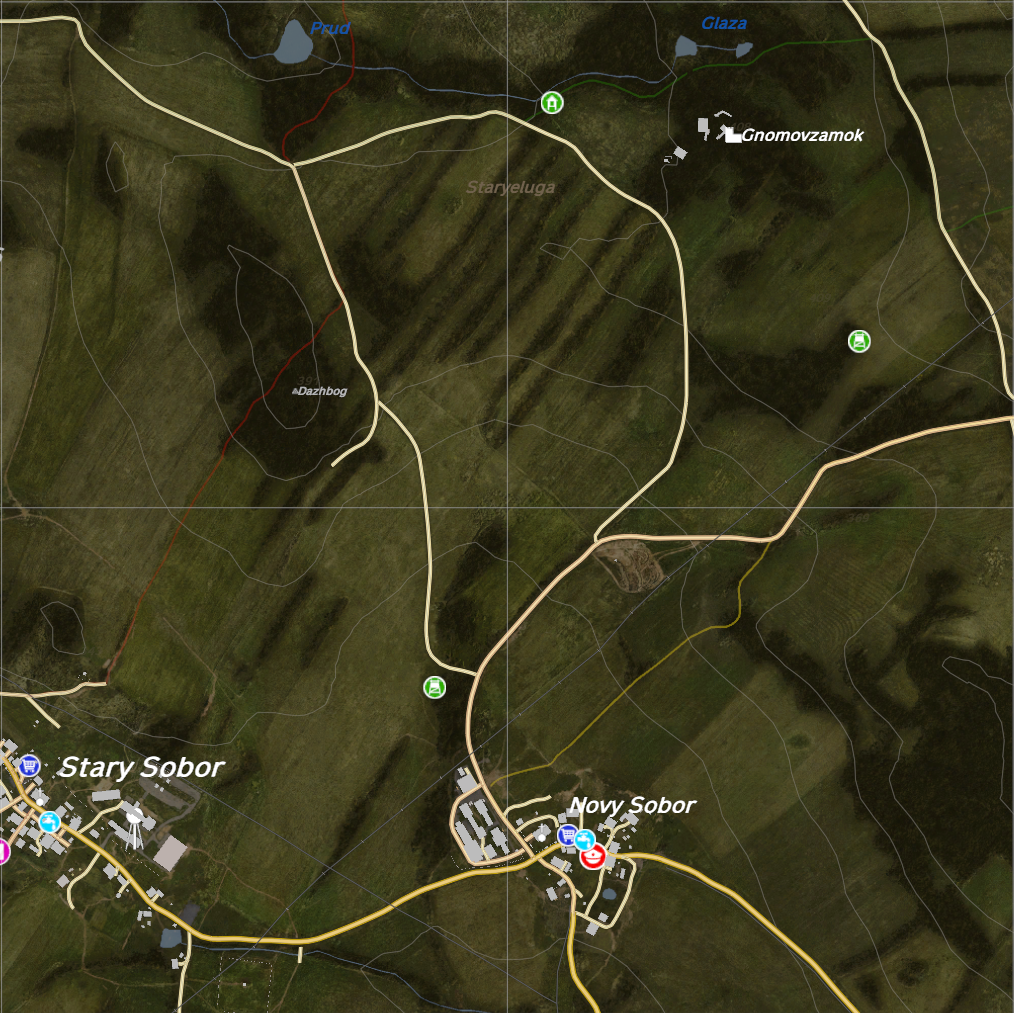 Prud
Glaza
Gnomovzamok
Staryeluga
Dazhbog
Stary Sobor
Novy Sobor